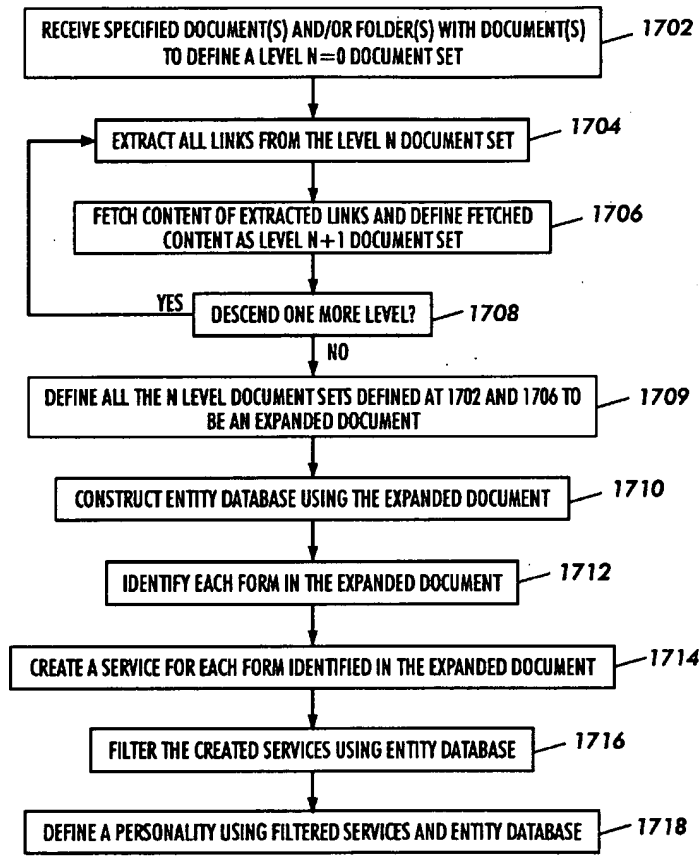 RECEIVE SPECIFIED DOCUMENT(S) AND/OR FOLDER(S) WITH DOCUMENT(S)
TO DEFINE A LEVEL N=0 DOCUMENT SET
1702
EXTRACT ALL LINKS FROM THE LEVEL N DOCUMENT SET
1704
FETCH CONTENT OF EXTRACTED LINKS AND DEFINE FETCHED
CONTENT AS LEVEL N+1 DOCUMENT SET
1706
YES
DESCEND ONE MORE LEVEL?
1708
NO
DEFINE ALL THE N LEVEL DOCUMENT SETS DEFINED AT 1702 AND 1706 TO
BE AN EXPANDED DOCUMENT
1709
CONSTRUCT ENTITY DATABASE USING THE EXPANDED DOCUMENT
1710
IDENTIFY EACH FORM IN THE EXPANDED DOCUMENT
1712
CREATE A SERVICE FOR EACH FORM IDENTIFIED IN THE EXPANDED DOCUMENT
1714
FILTER THE CREATED SERVICES USING ENTITY DATABASE
1716
DEFINE A PERSONALITY USING FILTERED SERVICES AND ENTITY DATABASE
1718